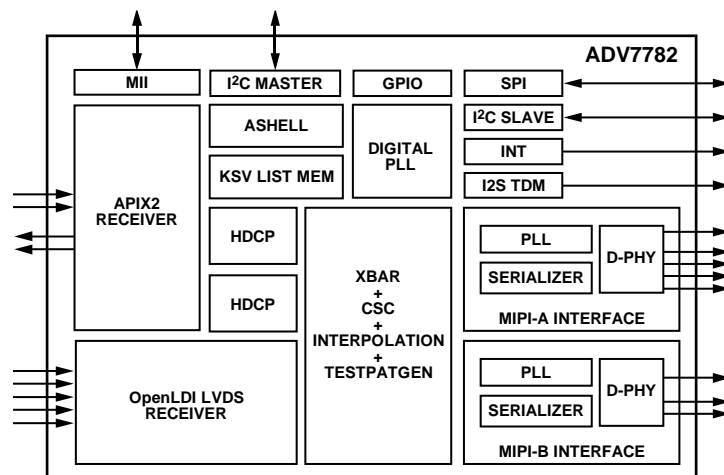 ADV7782
MII
I²C MASTER
GPIO
SPI
ASHELL
DIGITAL
PLL
I²C SLAVE
KSV LIST MEM
INT
I2S TDM
APIX2
RECEIVER
HDCP
HDCP
XBAR
+
CSC
+
INTERPOLATION
+
TESTPATGEN
PLL
SERIALIZER
D-PHY
MIPI-A INTERFACE
OpenLDI LVDS
RECEIVER
PLL
SERIALIZER
D-PHY
MIPI-B INTERFACE